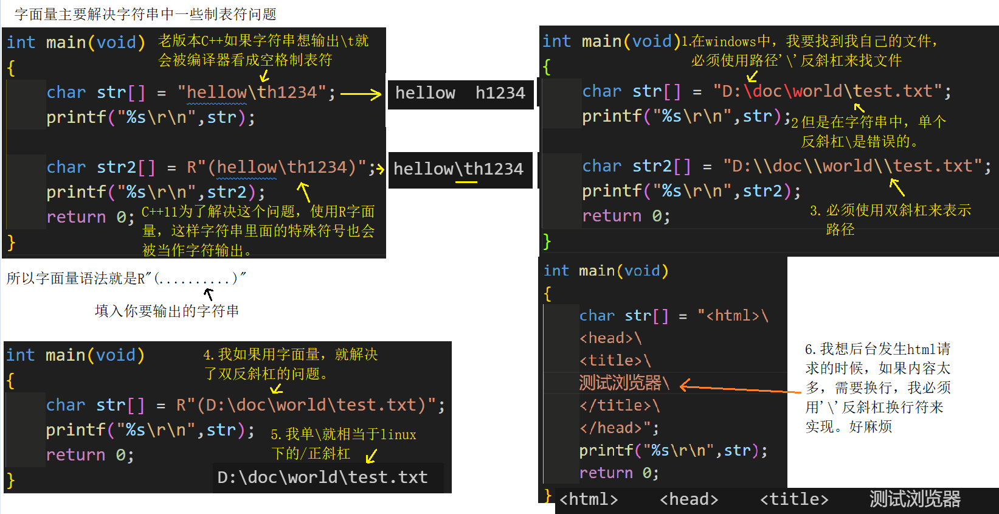 字面量主要解决字符串中一些制表符问题
int main(void)
老版本C++如果字符串想输出\t就
会被编译器看成空格制表符
{
char str[] = "hellow\th1234";
hellow  h1234
printf("%s\r\n",str);
char str2[] = R"(hellow\th1234)";
hellow\th1234
printf("%s\r\n",str2);
return 0;
C++11为了解决这个问题，使用R字面
量，这样字符串里面的特殊符号也会
被当作字符输出。
}
所以字面量语法就是R"(..........)"
填入你要输出的字符串
int main(void)
1.在windows中，我要找到我自己的文件，
必须使用路径'\'反斜杠来找文件
{
char str[] = "D:\doc\world\test.txt";
printf("%s\r\n",str);
2但是在字符串中，单个
反斜杠\是错误的。
char str2[] = "D:\\doc\\world\\test.txt";
printf("%s\r\n",str2);
return 0;
3.必须使用双斜杠来表示
路径
}
int main(void)
4.我如果用字面量，就解决
了双反斜杠的问题。
{
char str[] = R"(D:\doc\world\test.txt)";
printf("%s\r\n",str);
return 0;
5.我单\就相当于linux
下的/正斜杠
}
D:\doc\world\test.txt
int main(void)
{
char str[] = "<html>\
<head>\
<title>\
测试浏览器\
</title>\
</head>";
printf("%s\r\n",str);
return 0;
}
6.我想后台发生html请
求的时候，如果内容太
多，需要换行，我必须
用'\'反斜杠换行符来
实现。好麻烦
<html>    <head>    <title>    测试浏览器